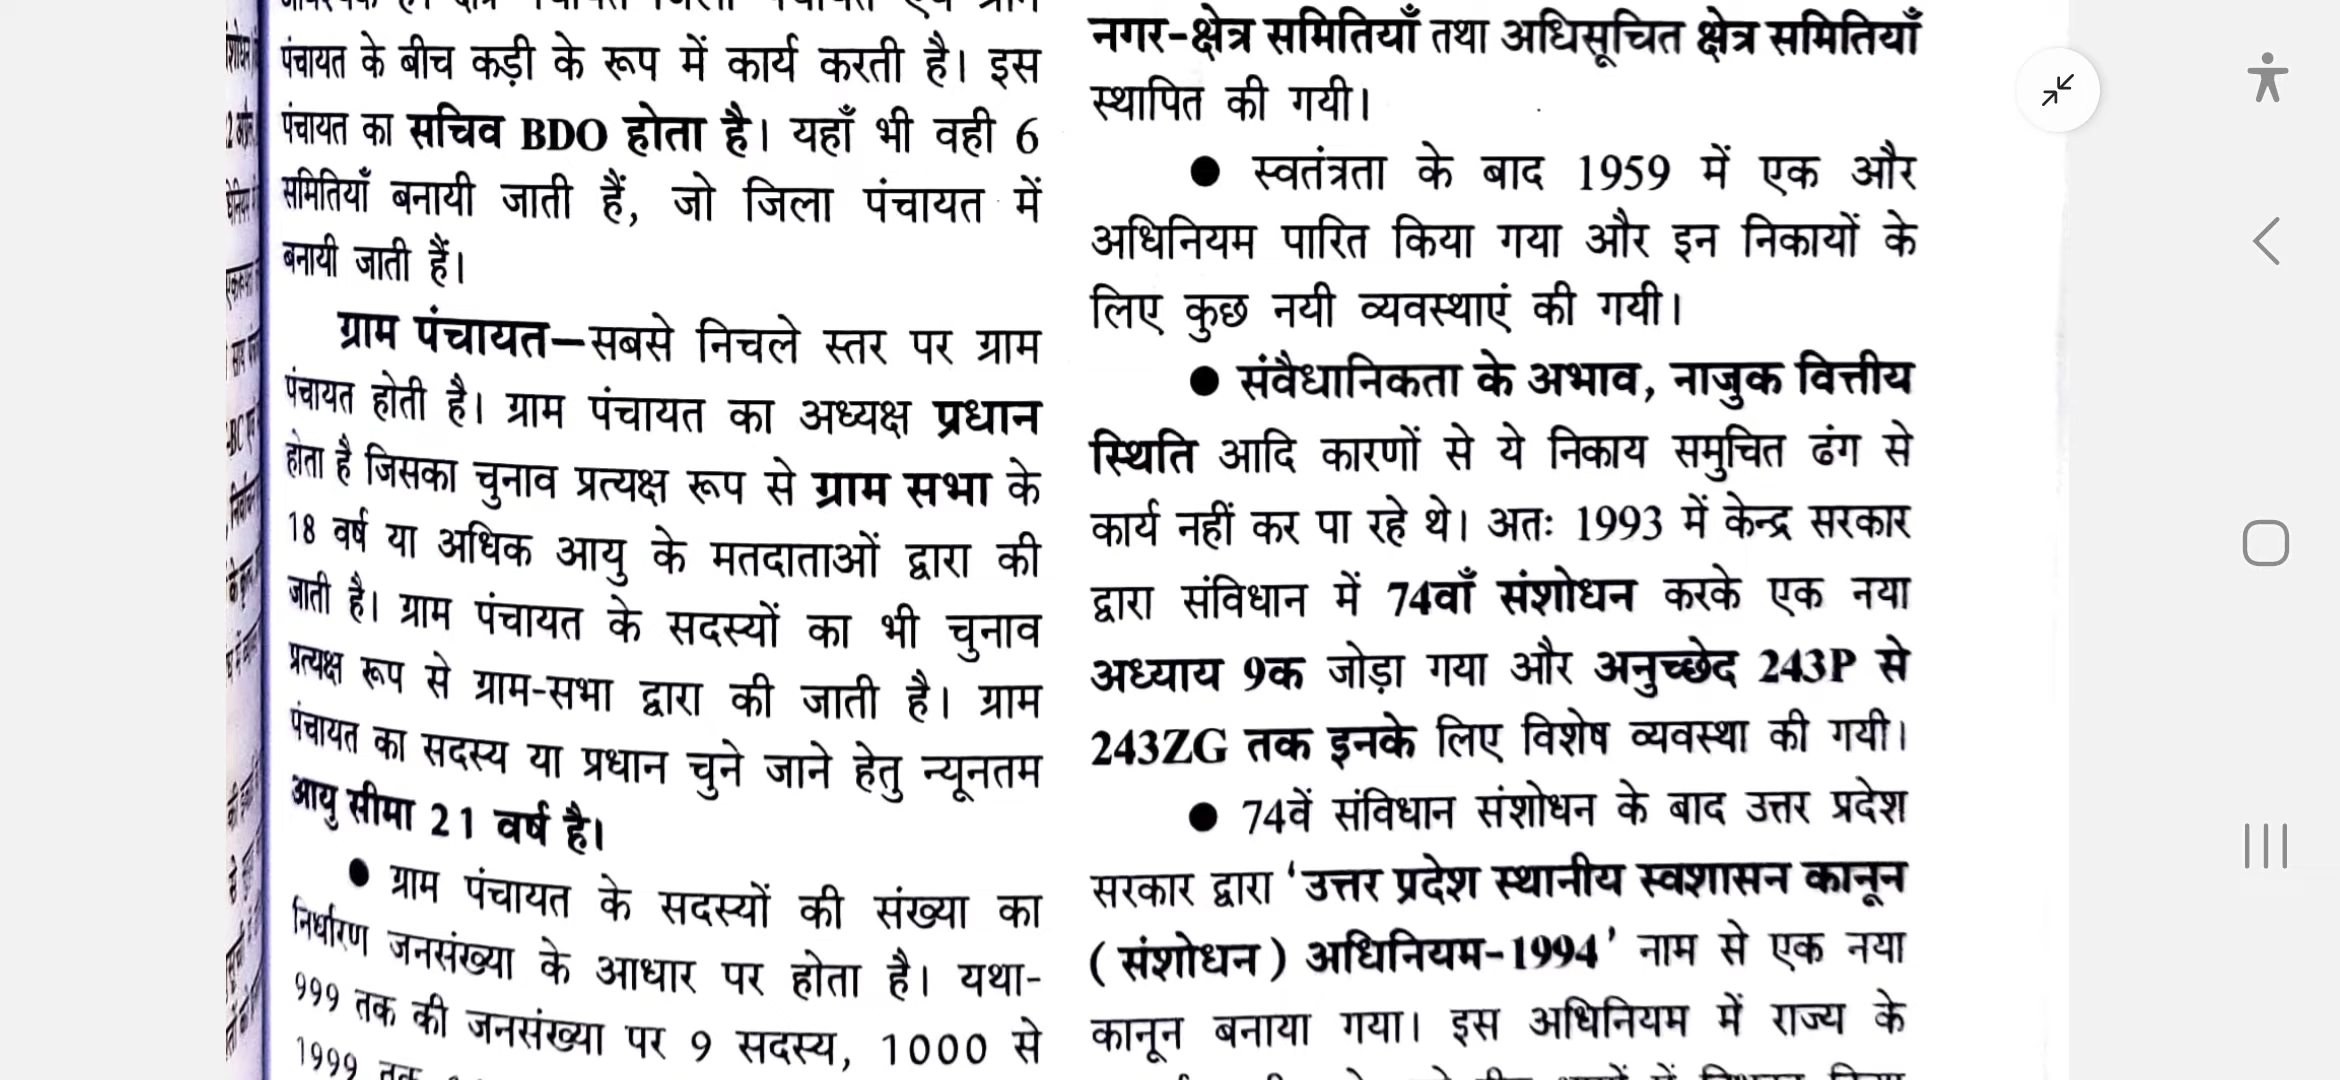 पंचायत के बीच कड़ी के रूप में कार्य करती है। इस
पंचायत का सचिव BDO होता है। यहाँ भी वही 6
समितियाँ बनायी जाती हैं, जो जिला पंचायत में
बनायी जाती हैं।
ग्राम पंचायत–सबसे निचले स्तर पर ग्राम
पंचायत होती है। ग्राम पंचायत का अध्यक्ष प्रधान
होता है जिसका चुनाव प्रत्यक्ष रूप से ग्राम सभा के
18 वर्ष या अधिक आयु के मतदाताओं द्वारा की
जाती है। ग्राम पंचायत के सदस्यों का भी चुनाव
प्रत्यक्ष रूप से ग्राम-सभा द्वारा की जाती है। ग्राम
पंचायत का सदस्य या प्रधान चुने जाने हेतु न्यूनतम
आयु सीमा 21 वर्ष है।
● ग्राम पंचायत के सदस्यों की संख्या का
निर्धारण जनसंख्या के आधार पर होता है। यथा-
999 तक की जनसंख्या पर 9 सदस्य, 1000 से
1999 तक
नगर-क्षेत्र समितियाँ तथा अधिसूचित क्षेत्र समितियाँ
स्थापित की गयी।
● स्वतंत्रता के बाद 1959 में एक और
अधिनियम पारित किया गया और इन निकायों के
लिए कुछ नयी व्यवस्थाएं की गयी।
● संवैधानिकता के अभाव, नाजुक वित्तीय
स्थिति आदि कारणों से ये निकाय समुचित ढंग से
कार्य नहीं कर पा रहे थे। अतः 1993 में केन्द्र सरकार
द्वारा संविधान में 74वाँ संशोधन करके एक नया
अध्याय 9क जोड़ा गया और अनुच्छेद 243P से
243ZG तक इनके लिए विशेष व्यवस्था की गयी।
● 74वें संविधान संशोधन के बाद उत्तर प्रदेश
सरकार द्वारा ‘उत्तर प्रदेश स्थानीय स्वशासन कानून
(संशोधन) अधिनियम-1994’ नाम से एक नया
कानून बनाया गया। इस अधिनियम में राज्य के